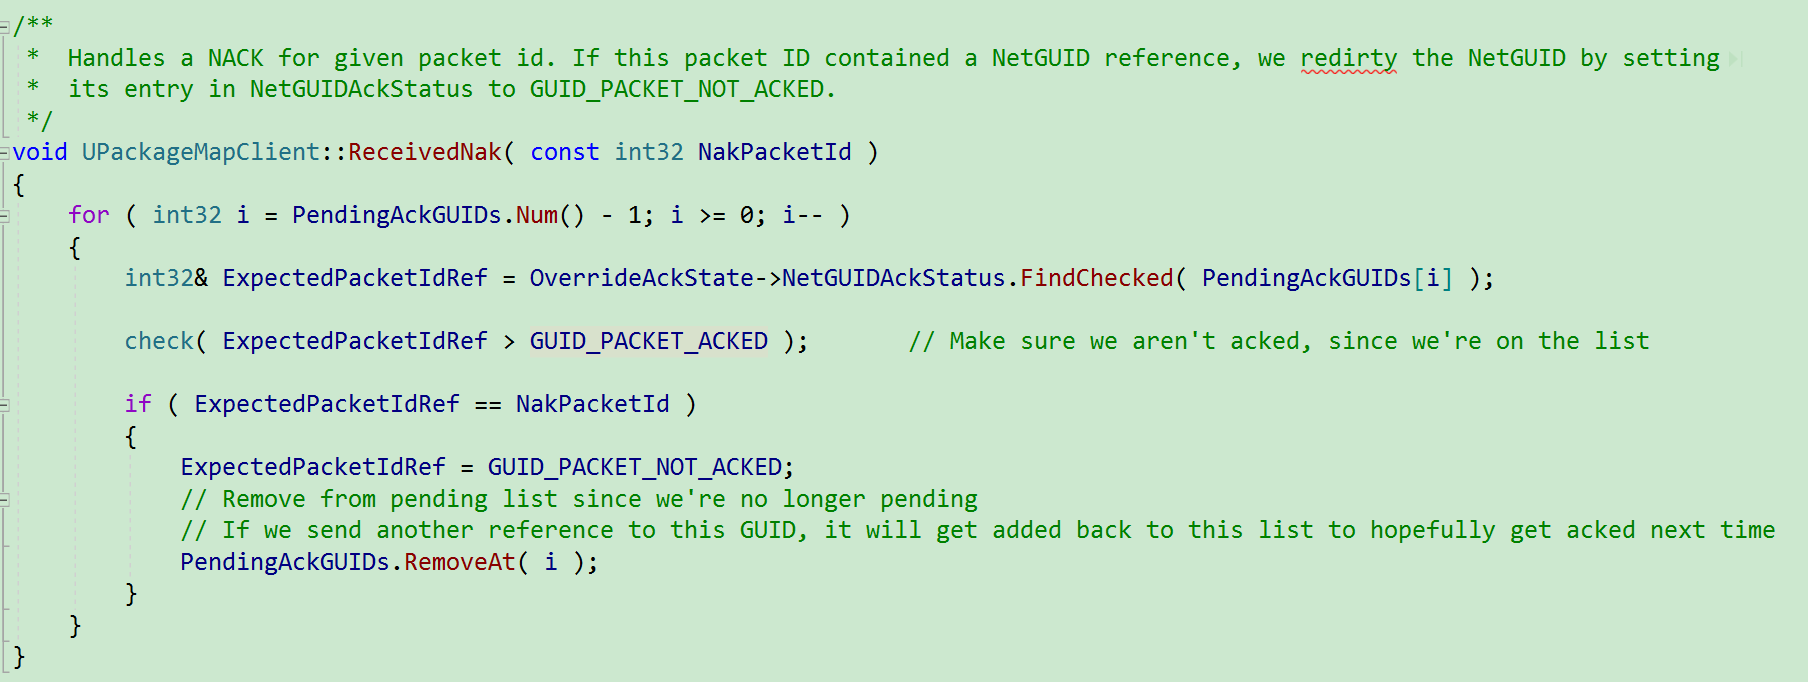 /**
 *  Handles a NACK for given packet id. If this packet ID contained a NetGUID reference, we redirty the NetGUID by setting
 *  its entry in NetGUIDAckStatus to GUID_PACKET_NOT_ACKED.
 */
void UPackageMapClient::ReceivedNak( const int32 NakPacketId )
{
    for ( int32 i = PendingAckGUIDs.Num() - 1; i >= 0; i-- )
    {
        int32& ExpectedPacketIdRef = OverrideAckState->NetGUIDAckStatus.FindChecked( PendingAckGUIDs[i] );
        check( ExpectedPacketIdRef > GUID_PACKET_ACKED );       // Make sure we aren't acked, since we're on the list
        if ( ExpectedPacketIdRef == NakPacketId )
        {
            ExpectedPacketIdRef = GUID_PACKET_NOT_ACKED;
            // Remove from pending list since we're no longer pending
            // If we send another reference to this GUID, it will get added back to this list to hopefully get acked next time
            PendingAckGUIDs.RemoveAt( i );
        }
    }
}